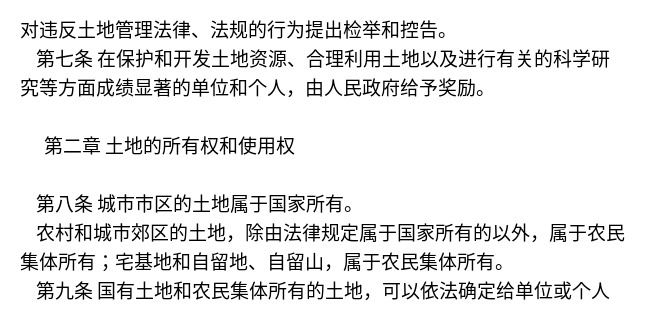 对违反土地管理法律、法规的行为提出检举和控告。
第七条 在保护和开发土地资源、合理利用土地以及进行有关的科学研
究等方面成绩显著的单位和个人，由人民政府给予奖励。
第二章 土地的所有权和使用权
第八条 城市市区的土地属于国家所有。
农村和城市郊区的土地，除由法律规定属于国家所有的以外，属于农民
集体所有；宅基地和自留地、自留山，属于农民集体所有。
第九条 国有土地和农民集体所有的土地，可以依法确定给单位或个人